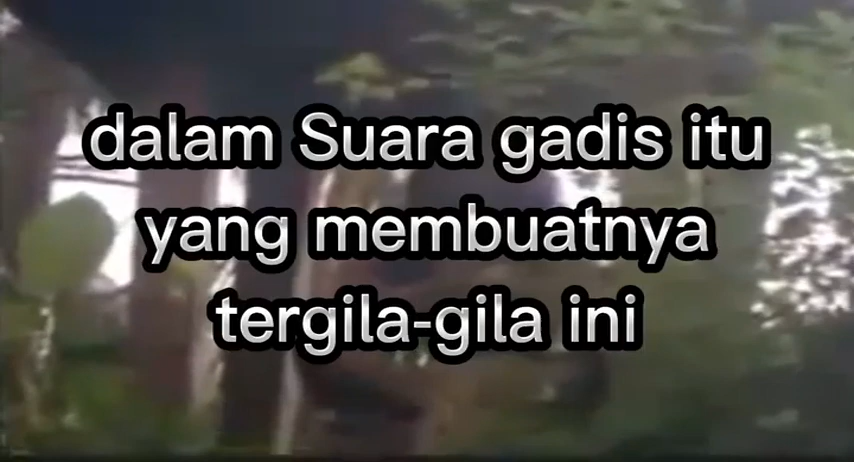 dalam Suara gadis itu
yang membuatnya
tergila-gila ini